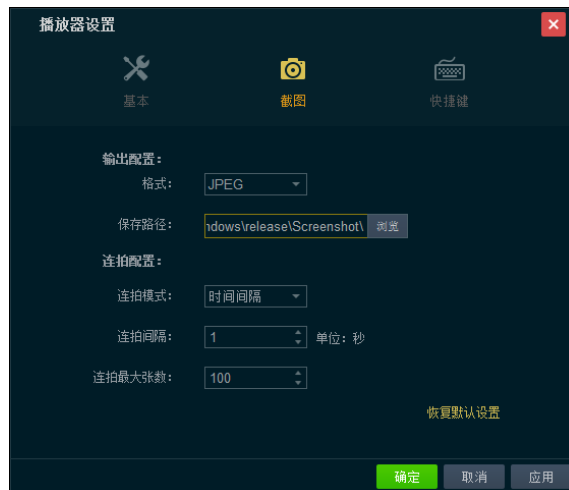 播放器设置
基本 截图 快捷键
输出配置：
格式： JPEG
保存路径： ndows\release\Screenshot\ 浏览
连拍配置：
连拍模式： 时间间隔
连拍间隔： 1 单位：秒
连拍最大张数： 100
恢复默认设置
确定 取消 应用